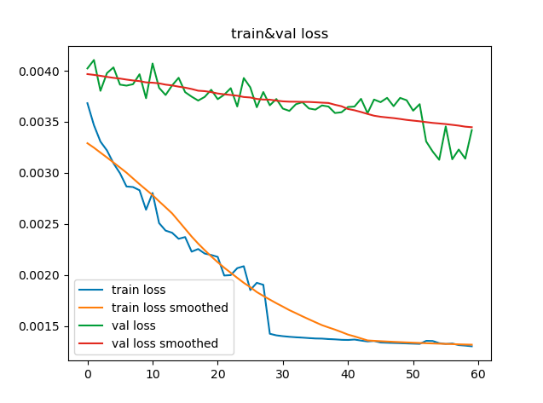 train&val loss
0.0040
0.0035
0.0030
0.0025
0.0020
0.0015
train loss
train loss smoothed
val loss
val loss smoothed
0 10 20 30 40 50 60